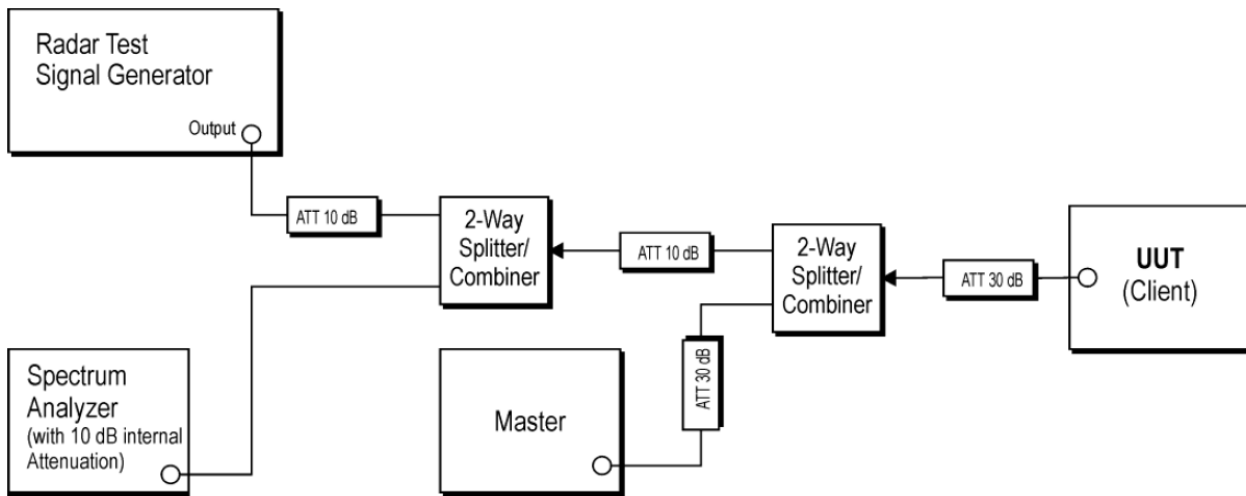 Radar Test
Signal Generator
Output
ATT 10 dB
2-Way
Splitter/
Combiner
ATT 10 dB
2-Way
Splitter/
Combiner
ATT 30 dB
UUT
(Client)
Spectrum
Analyzer
(with 10 dB internal
Attenuation)
Master
ATT 30 dB